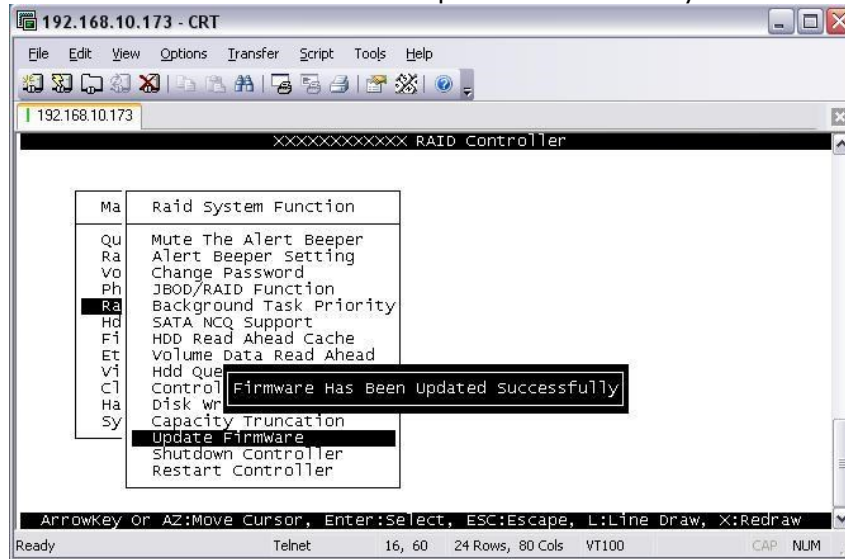 192.168.10.173 - CRT
File Edit View Options Transfer Script Tools Help
192.168.10.173
XXXXXXXXXXXX RAID Controller
Ma Raid System Function
Qu Mute The Alert Beeper
Ra Alert Beeper Setting
Vo Change Password
Ph JBOD/RAID Function
Ra Background Task Priority
Hd SATA NCQ Support
Fi HDD Read Ahead Cache
Et Volume Data Read Ahead
Vi Hdd Que
Cl Control Firmware Has Been Updated Successfully
Ha Disk Wr
Sy Capacity Truncation
Update FirmWare
Shutdown Controller
Restart Controller
ArrowKey Or AZ:Move Cursor, Enter:Select, ESC:Escape, L:Line Draw, X:Redraw
Ready Telnet 16, 60 24 Rows, 80 Cols VT100 CAP NUM